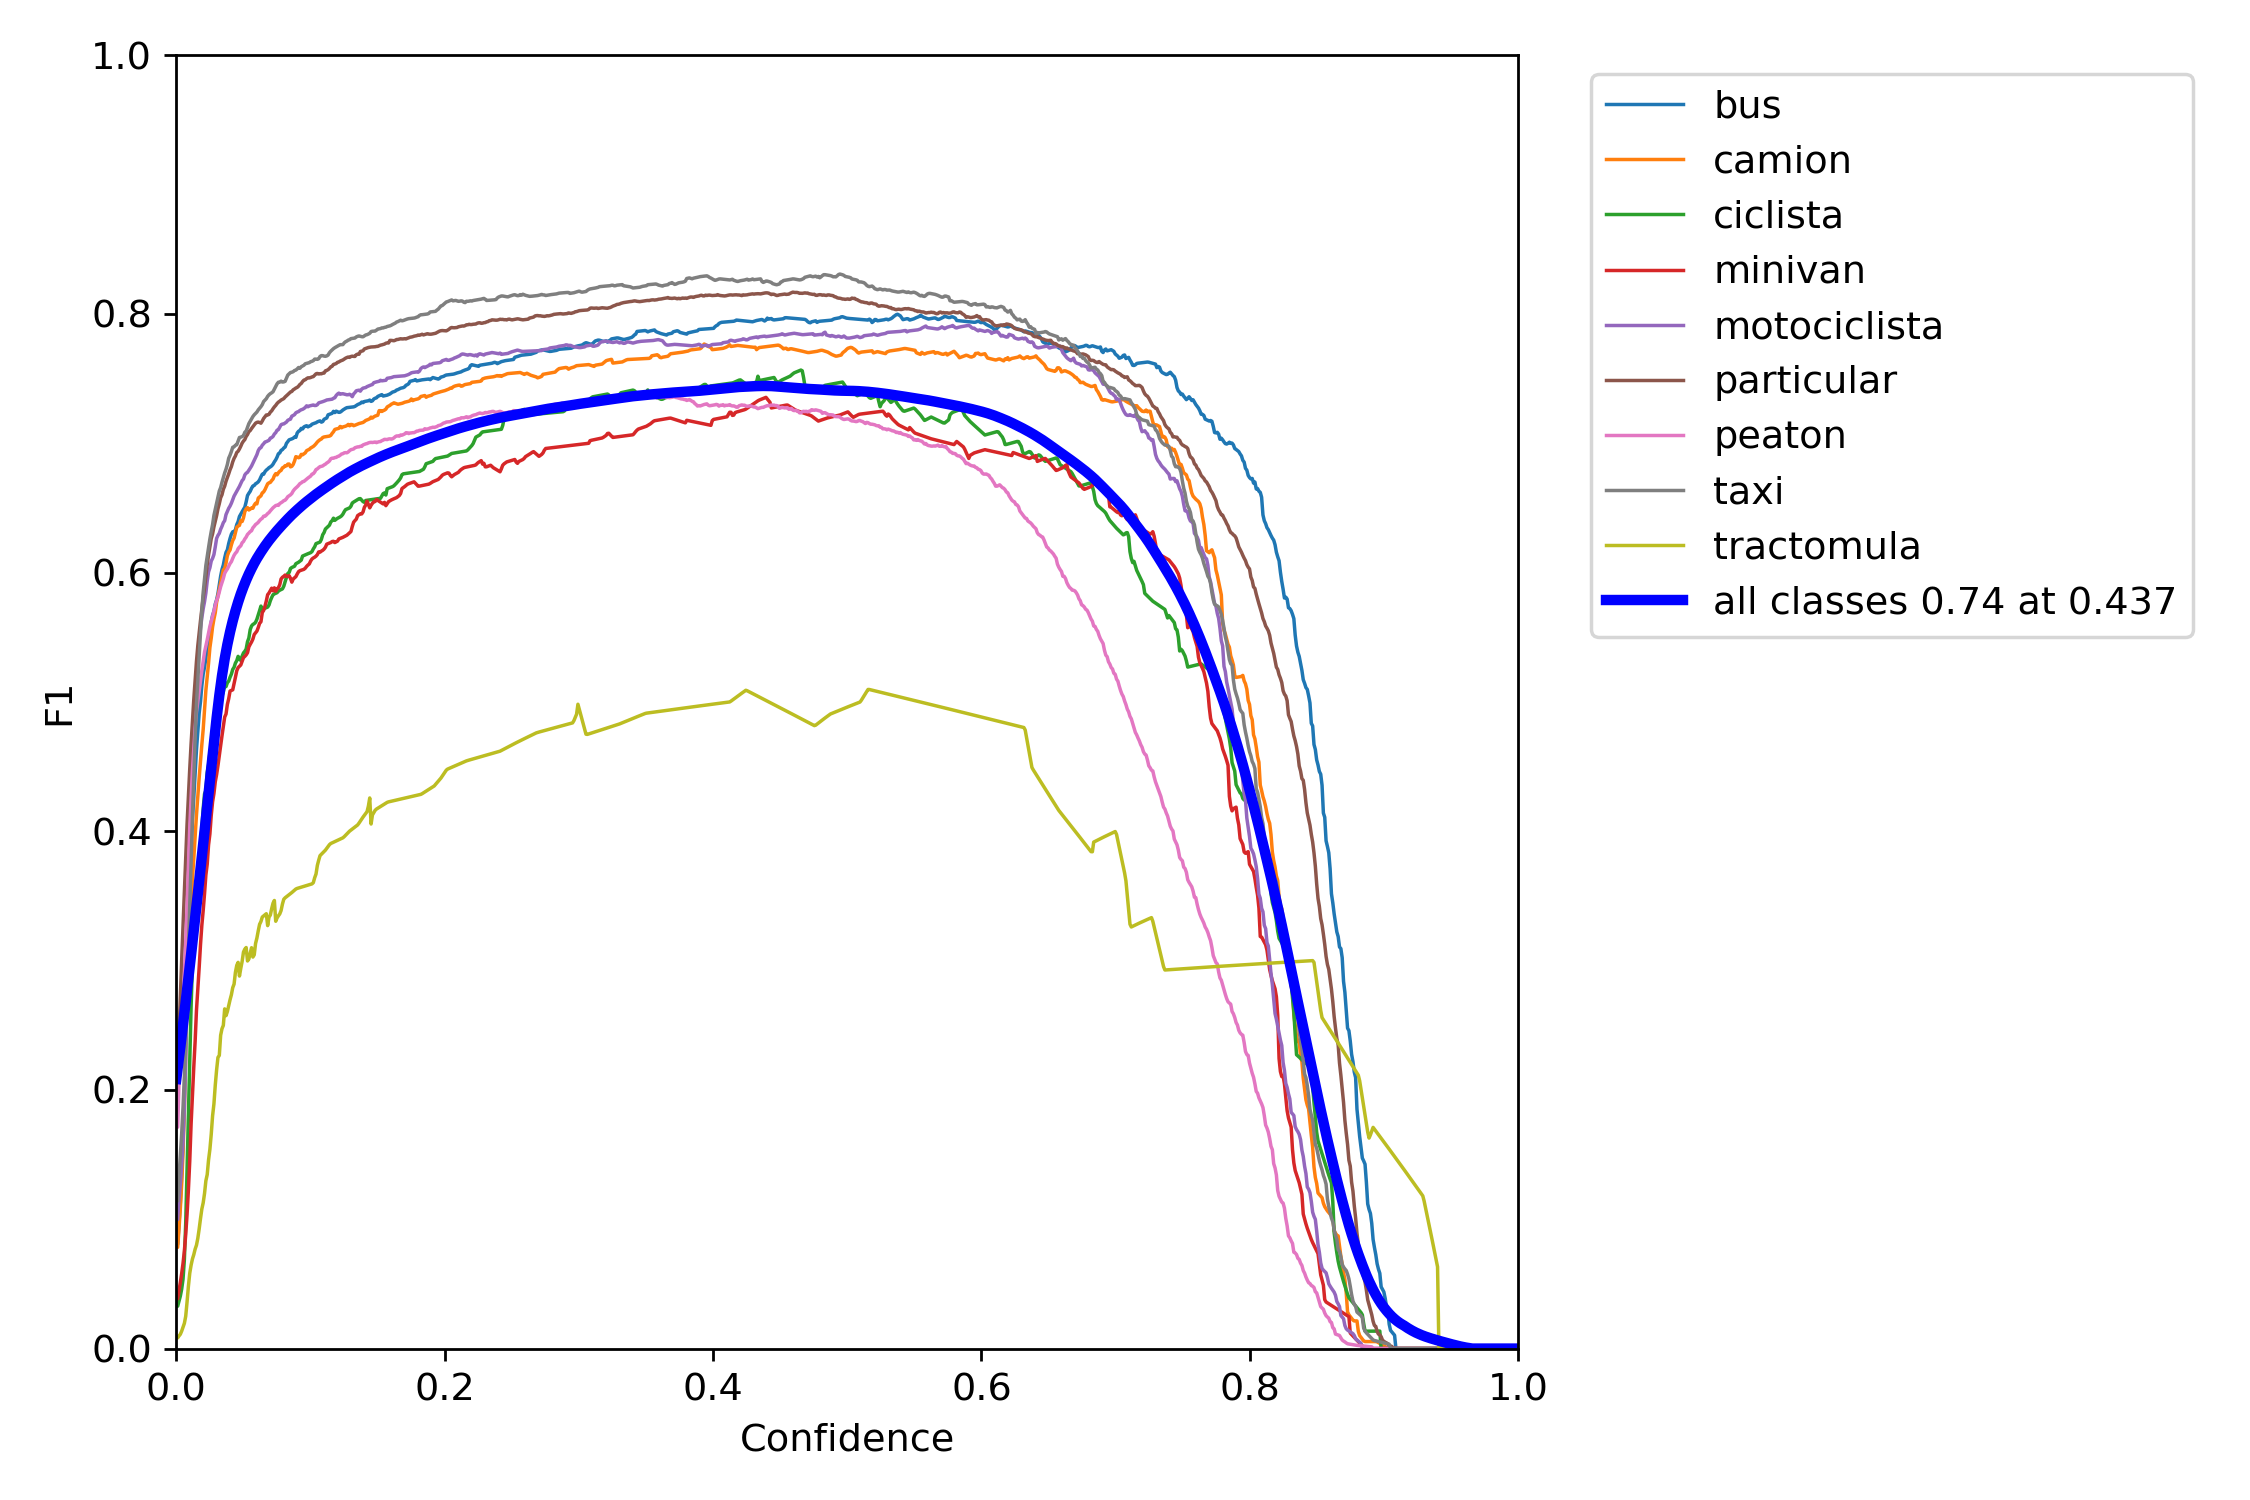 1.0
0.8
0.6
0.4
0.2
0.0
F1
0.0 0.2 0.4 0.6 0.8 1.0
Confidence
bus
camion
ciclista
minivan
motociclista
particular
peaton
taxi
tractomula
all classes 0.74 at 0.437